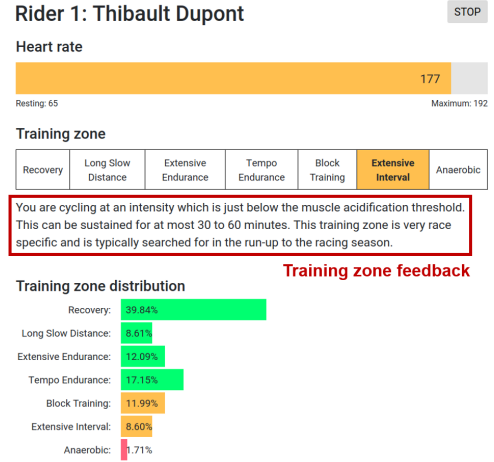 Rider 1: Thibault Dupont
STOP
Heart rate
177
Resting: 65
Maximum: 192
Training zone
Recovery
Long Slow
Distance
Extensive
Endurance
Tempo
Endurance
Block
Training
Extensive
Interval
Anaerobic
You are cycling at an intensity which is just below the muscle acidification threshold.
This can be sustained for at most 30 to 60 minutes. This training zone is very race
specific and is typically searched for in the run-up to the racing season.
Training zone feedback
Training zone distribution
Recovery: 39.84%
Long Slow Distance: 8.61%
Extensive Endurance: 12.09%
Tempo Endurance: 17.15%
Block Training: 11.99%
Extensive Interval: 8.60%
Anaerobic: 1.71%